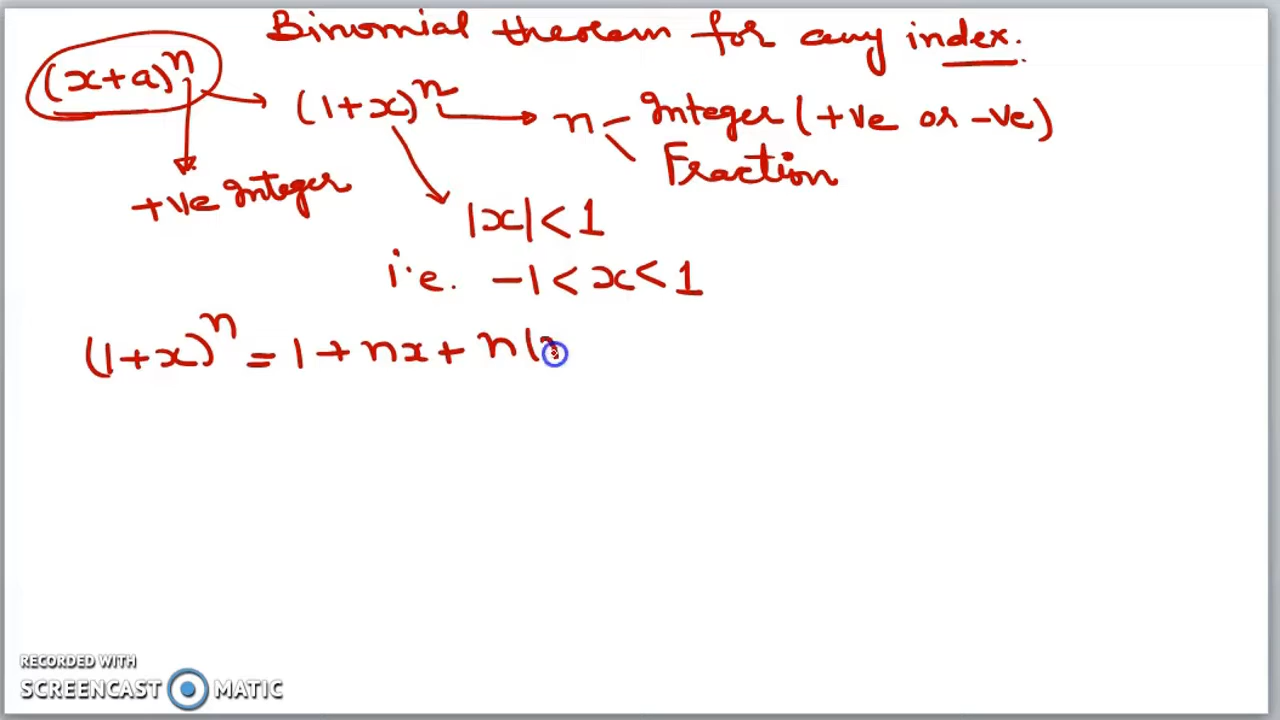 Binomial theorem for any index.
(x+a)^n
(1+x)^n
n
Integer (+ve or -ve)
Fraction
+ve Integer
|x| < 1
i.e. -1 < x < 1
(1+x)^n = 1 + nx + n(
RECORDED WITH
SCREENCAST MATIC